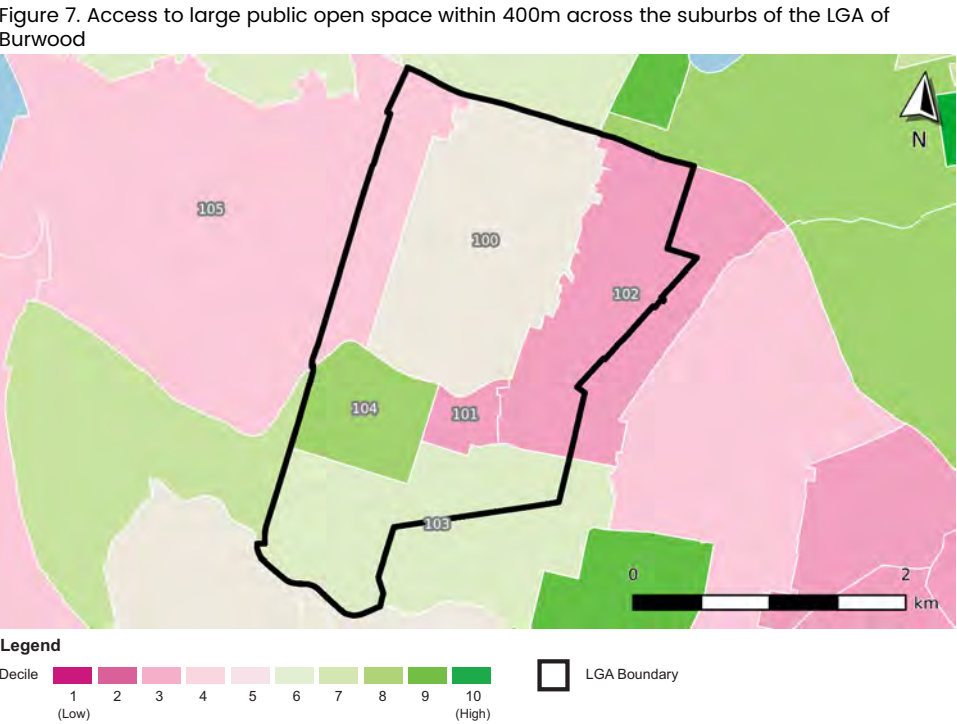 Figure 7. Access to large public open space within 400m across the suburbs of the LGA of
Burwood
N
105
100
102
104
101
103
0 2
km
Legend
Decile
1 2 3 4 5 6 7 8 9 10
(Low) (High)
LGA Boundary